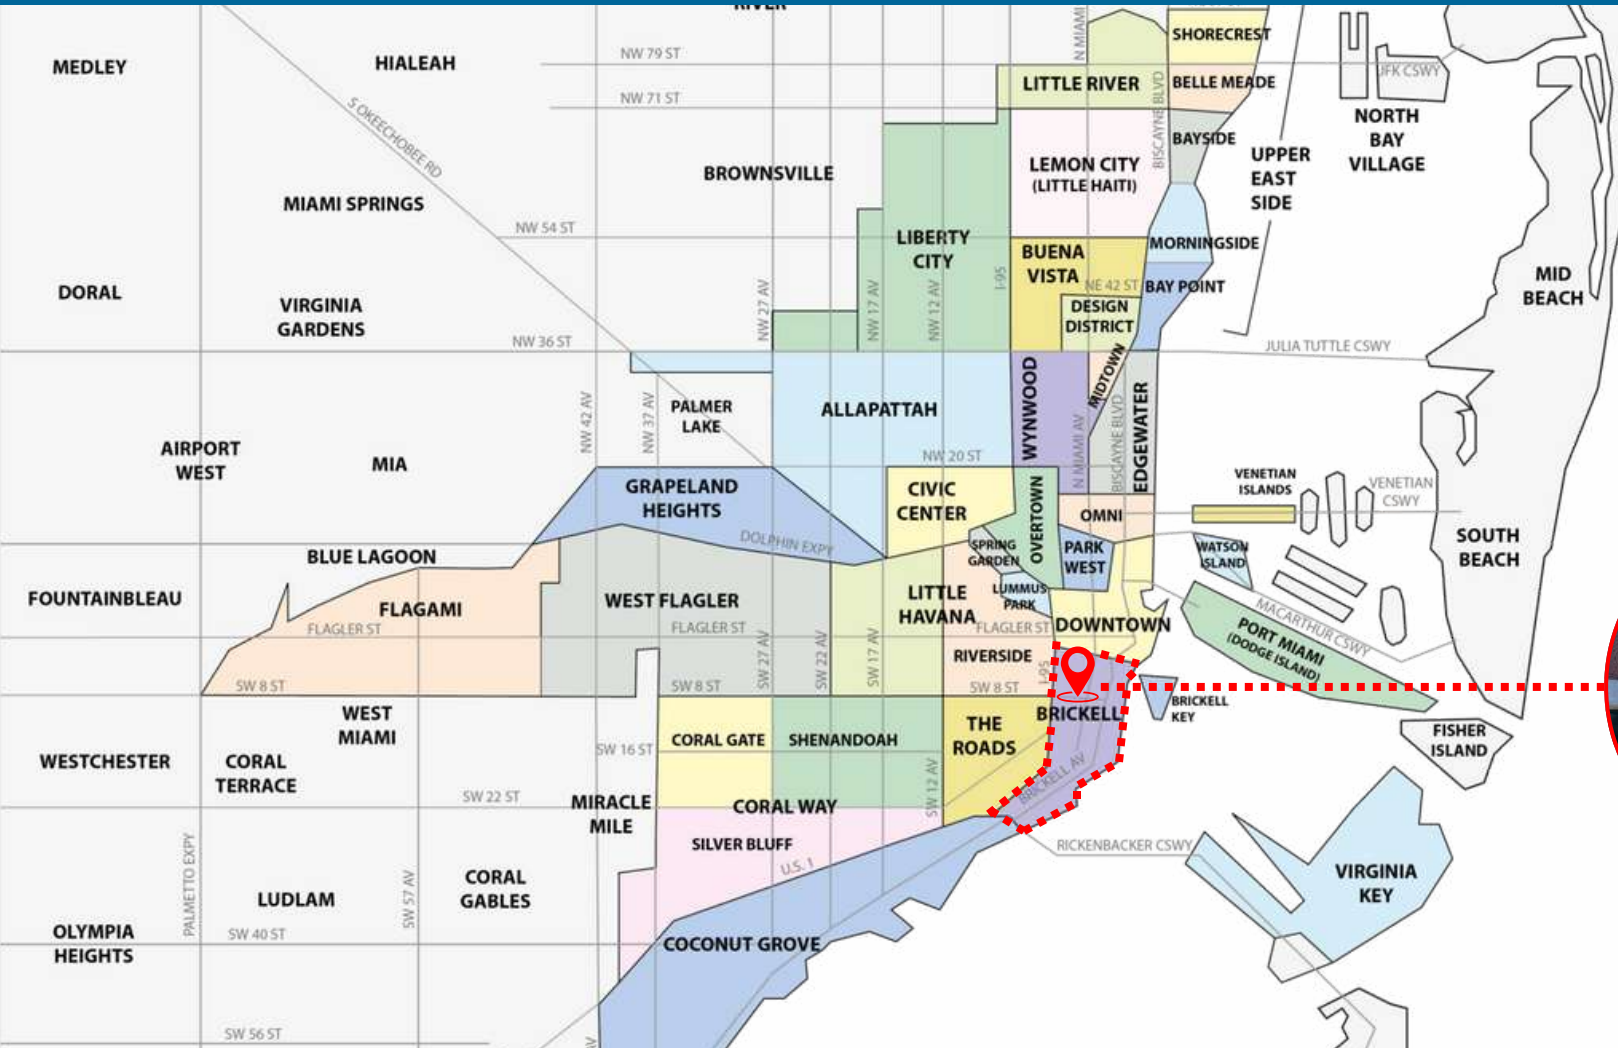 RIVER
SHORECREST
N MIAMI
MEDLEY
HIALEAH
NW 79 ST
JFK CSWY
LITTLE RIVER
BELLE MEADE
NW 71 ST
S OKEECHOBEE RD
BISCAYNE BLVD
BAYSIDE
NORTH
BAY
VILLAGE
UPPER
EAST
SIDE
BROWNSVILLE
LEMON CITY
(LITTLE HAITI)
MIAMI SPRINGS
NW 54 ST
LIBERTY
CITY
BUENA
VISTA
MORNINGSIDE
I-95
NE 42 ST
BAY POINT
MID
BEACH
DORAL
VIRGINIA
GARDENS
NW 27 AV
NW 17 AV
NW 12 AV
DESIGN
DISTRICT
NW 36 ST
JULIA TUTTLE CSWY
MIDTOWN
WYNWOOD
NW 42 AV
NW 37 AV
PALMER
LAKE
ALLAPATTAH
N MIAMI AV
BISCAYNE BLVD
EDGEWATER
AIRPORT
WEST
MIA
NW 20 ST
VENETIAN
ISLANDS
VENETIAN
CSWY
GRAPELAND
HEIGHTS
CIVIC
CENTER
OVERTOWN
OMNI
SOUTH
BEACH
DOLPHIN EXPY
SPRING
GARDEN
PARK
WEST
WATSON
ISLAND
BLUE LAGOON
FOUNTAINBLEAU
FLAGAMI
WEST FLAGLER
LITTLE
HAVANA
LUMMUS
PARK
MACARTHUR CSWY
FLAGLER ST
FLAGLER ST
FLAGLER ST
DOWNTOWN
PORT MIAMI
(DODGE ISLAND)
SW 27 AV
SW 22 AV
SW 17 AV
RIVERSIDE
I-95
SW 8 ST
SW 8 ST
SW 8 ST
BRICKELL
BRICKELL
KEY
WEST
MIAMI
THE
ROADS
FISHER
ISLAND
CORAL GATE
SHENANDOAH
SW 16 ST
WESTCHESTER
CORAL
TERRACE
BRICKELL AV
SW 12 AV
SW 22 ST
MIRACLE
MILE
CORAL WAY
SILVER BLUFF
RICKENBACKER CSWY
U.S. 1
VIRGINIA
KEY
PALMETTO EXPY
SW 57 AV
LUDLAM
CORAL
GABLES
OLYMPIA
HEIGHTS
SW 40 ST
COCONUT GROVE
SW 56 ST
AV